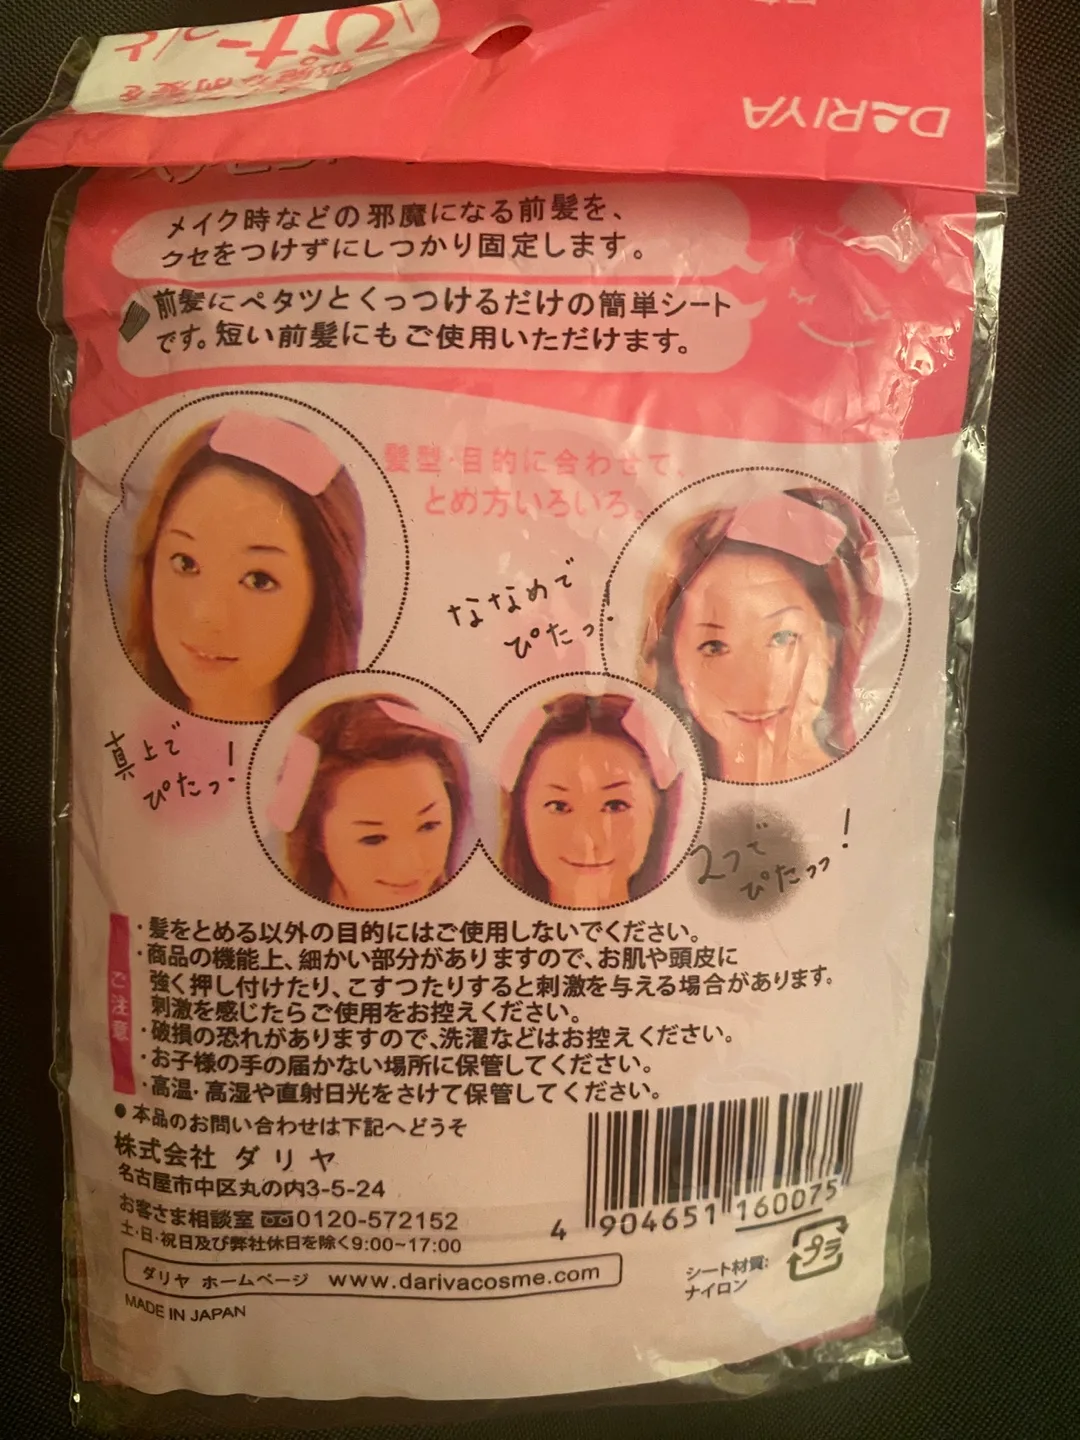 ぴたっと
前髪を
DARIYA
メイク時などの邪魔になる前髪を、
クセをつけずにしつかり固定します。
前髪にペタツとくっつけるだけの簡単シート
です。短い前髪にもご使用いただけます。
髪型・目的に合わせて、
とめ方いろいろ。
ななめで
ぴたっ!
真上で
ぴたっ!
2つで
ぴたっっ!
ご注意
・髪をとめる以外の目的にはご使用しないでください。
・商品の機能上、細かい部分がありますので、お肌や頭皮に
強く押し付けたり、こすつたりすると刺激を与える場合があります。
刺激を感じたらご使用をお控えください。
・破損の恐れがありますので、洗濯などはお控えください。
・お子様の手の届かない場所に保管してください。
・高温・高湿や直射日光をさけて保管してください。
●本品のお問い合わせは下記へどうそ
株式会社 ダリヤ
名古屋市中区丸の内3-5-24
お客さま相談室 0120-572152
土・日・祝日及び弊社休日を除く9:00~17:00
ダリヤ ホームページ www.darivacosme.com
MADE IN JAPAN
4 904651 160075
シート材質:
ナイロン
プラ